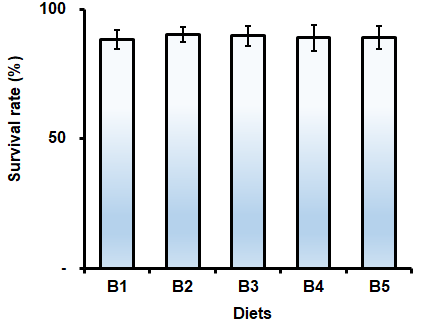 100
50
-
Survival rate (%)
B1 B2 B3 B4 B5
Diets